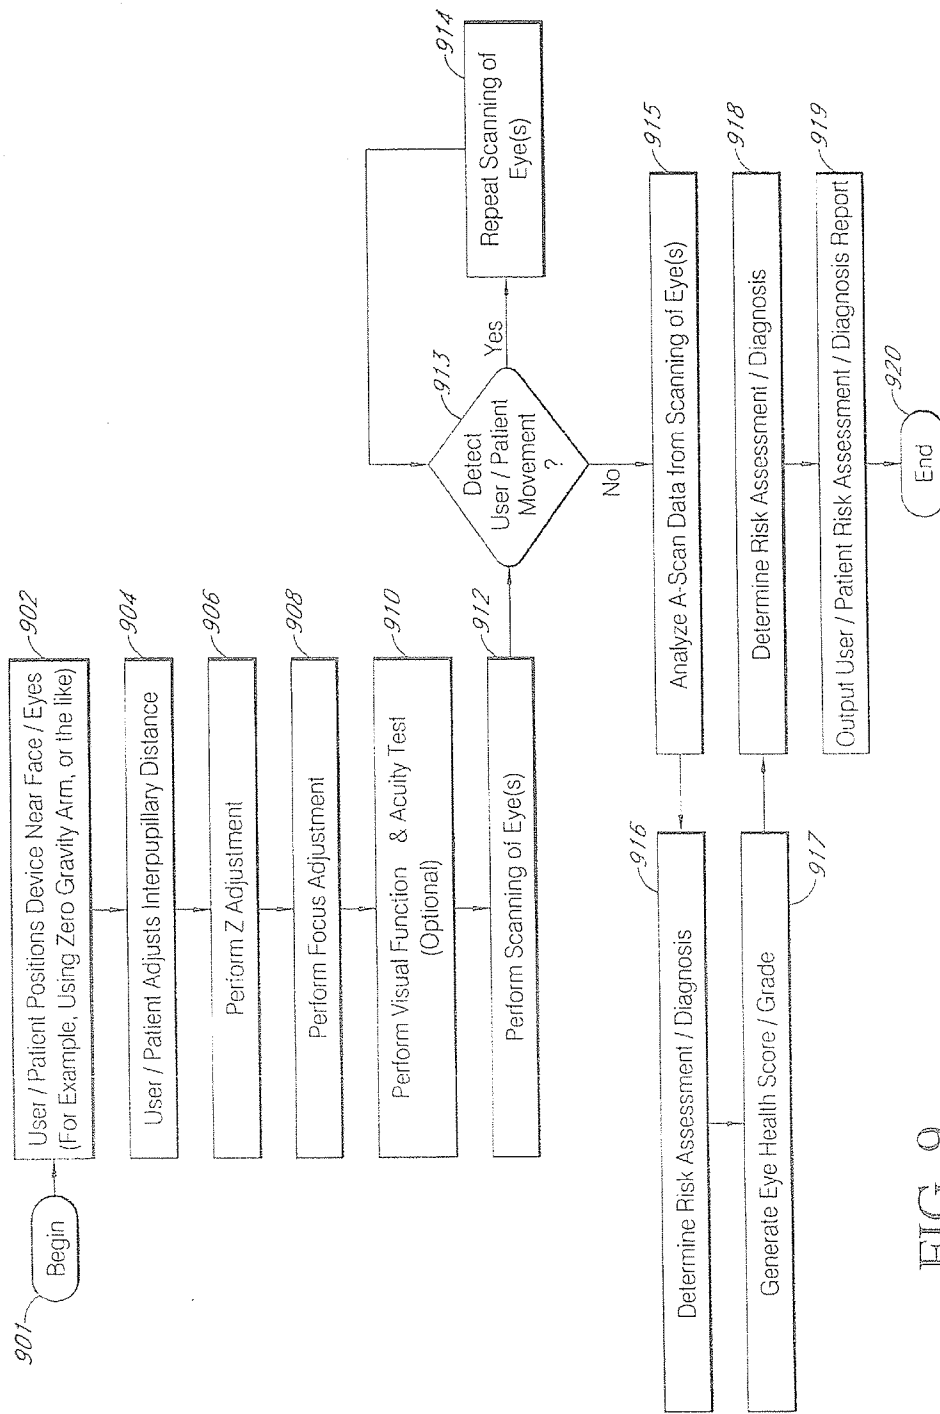 901
Begin
User / Patient Positions Device Near Face / Eyes
(For Example, Using Zero Gravity Arm, or the like)
902
User / Patient Adjusts Interpupillary Distance
904
Perform Z Adjustment
906
Perform Focus Adjustment
908
Perform Visual Function & Acuity Test
(Optional)
910
Perform Scanning of Eye(s)
912
Detect
User / Patient
Movement
?
913
Yes
No
Repeat Scanning of
Eye(s)
914
Analyze A-Scan Data from Scanning of Eye(s)
915
Determine Risk Assessment / Diagnosis
916
Generate Eye Health Score / Grade
917
Determine Risk Assessment / Diagnosis
918
Output User / Patient Risk Assessment / Diagnosis Report
919
End
920
FIG. 9